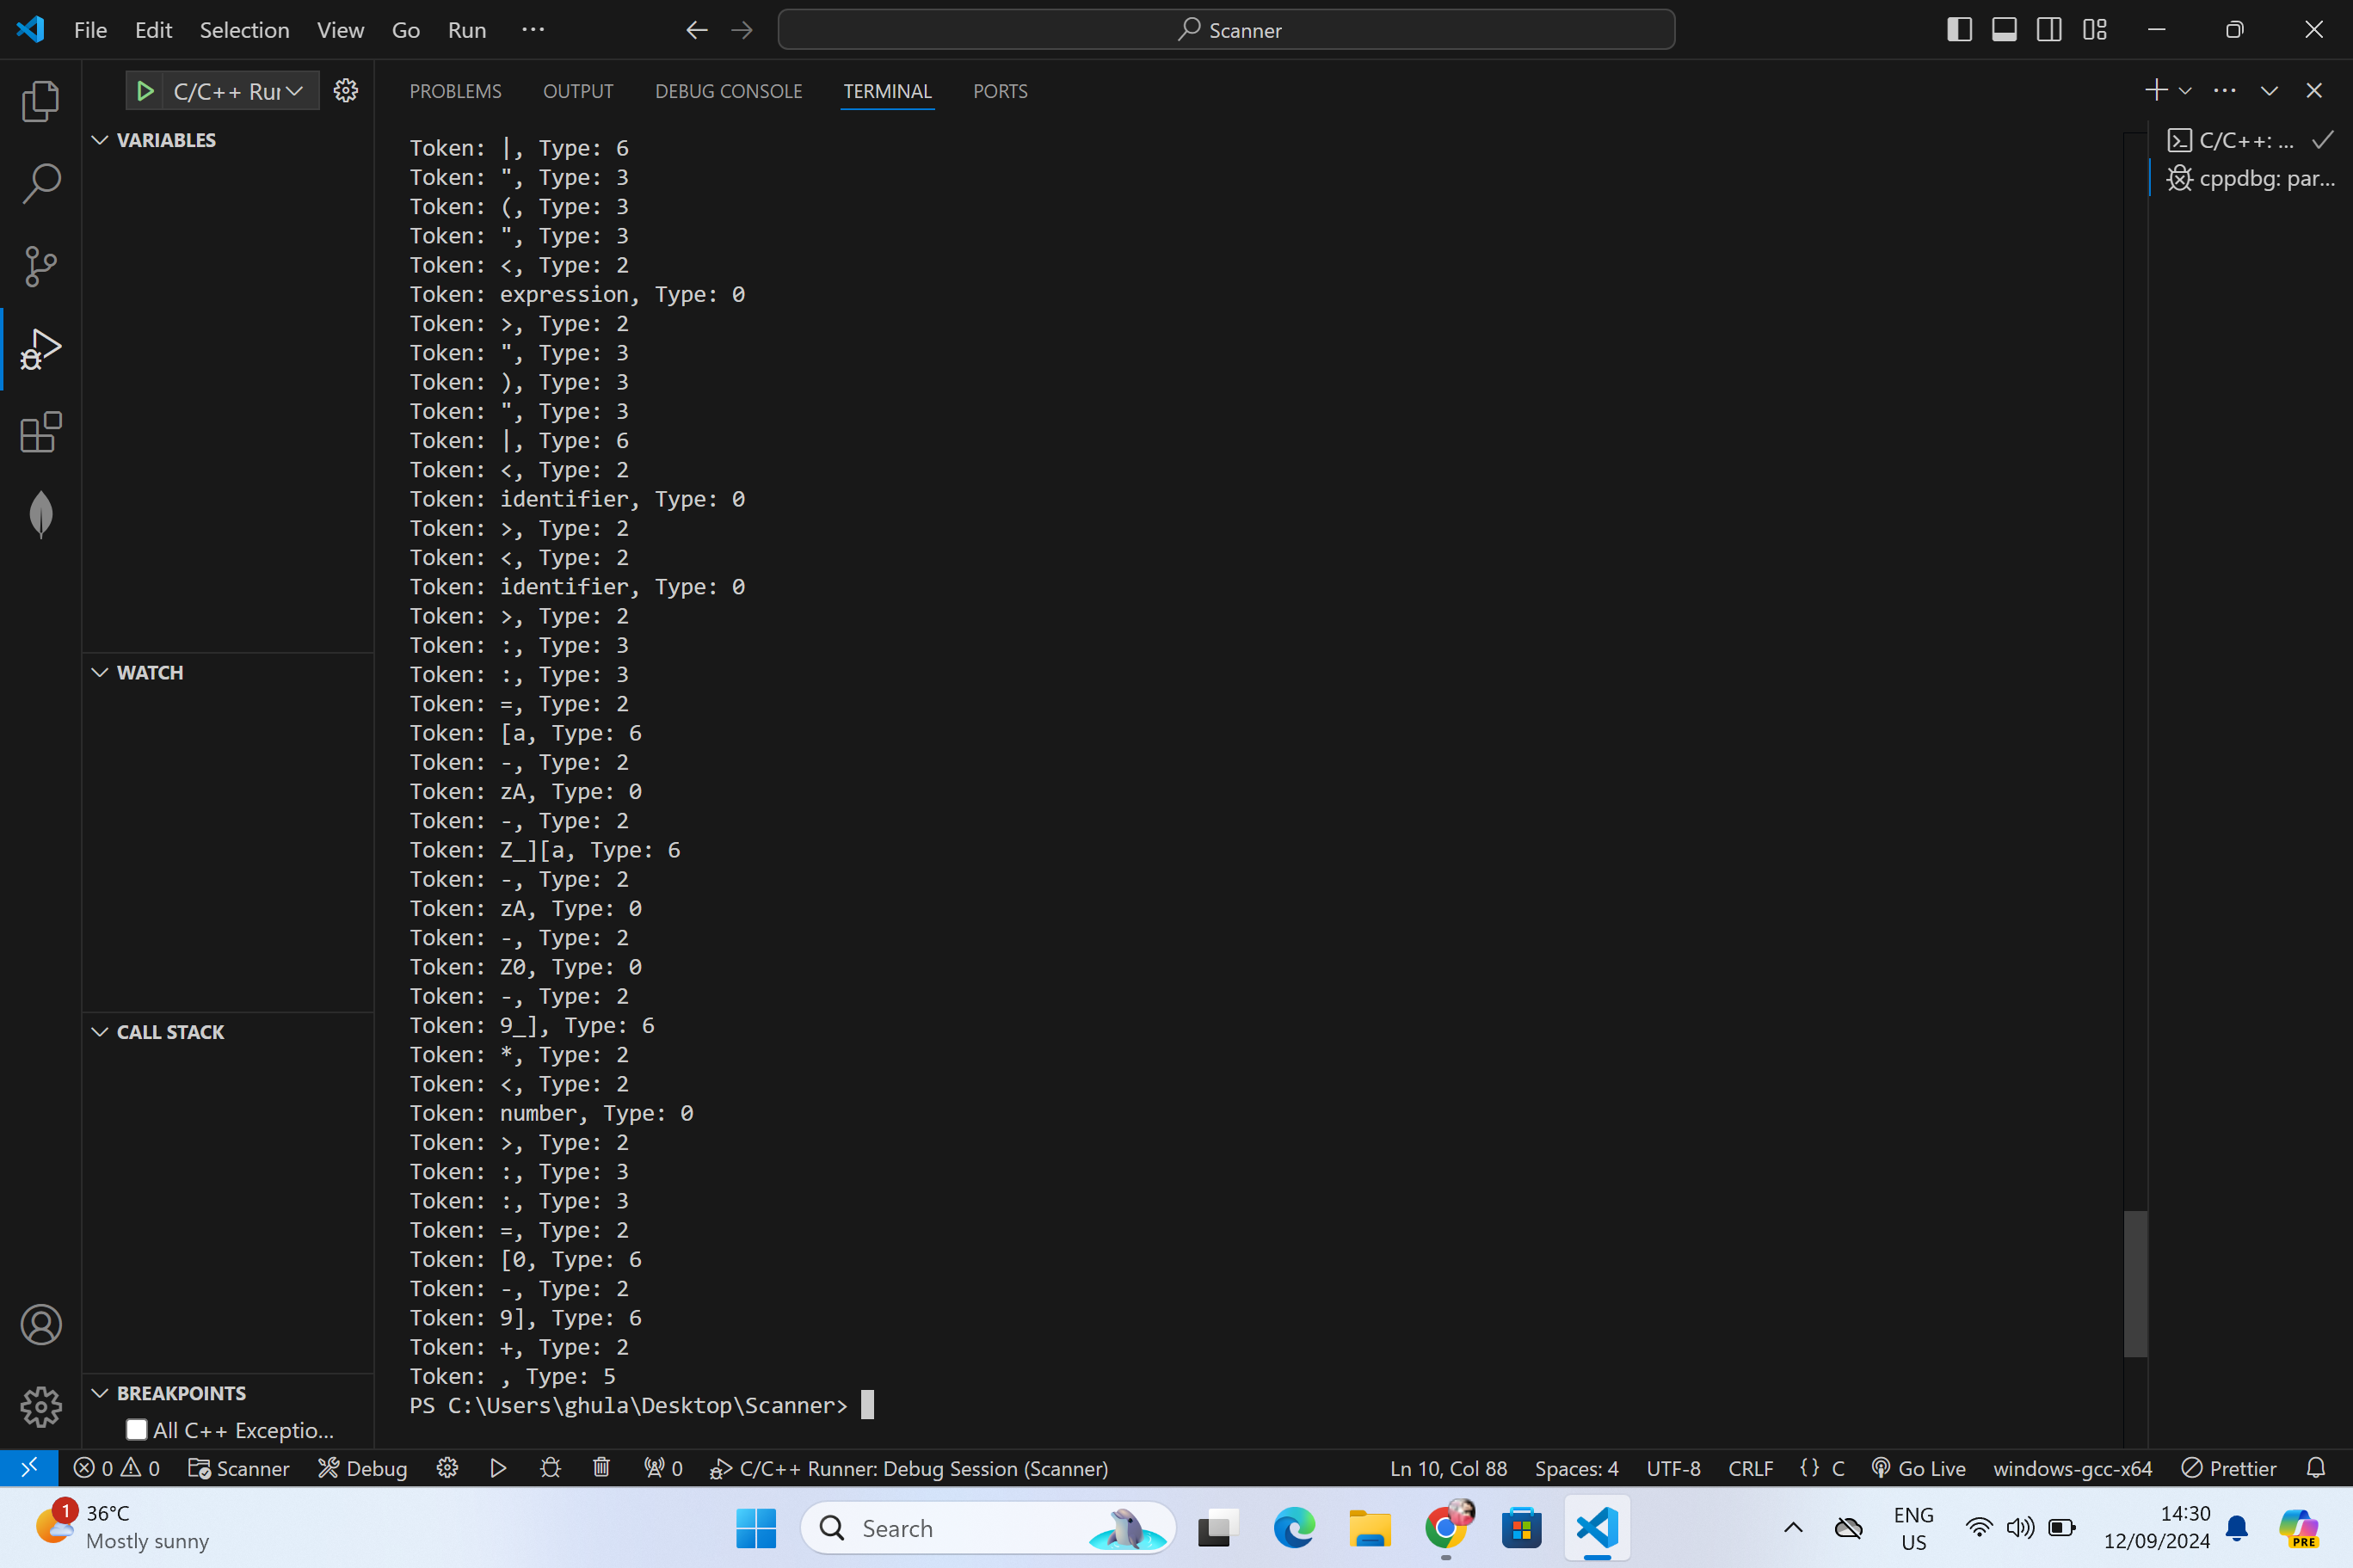 File Edit Selection View Go Run ··· Scanner
C/C++ Rur
PROBLEMS OUTPUT DEBUG CONSOLE TERMINAL PORTS
VARIABLES
WATCH
CALL STACK
BREAKPOINTS
All C++ Exceptio...
Token: |, Type: 6
Token: ", Type: 3
Token: (, Type: 3
Token: ", Type: 3
Token: <, Type: 2
Token: expression, Type: 0
Token: >, Type: 2
Token: ", Type: 3
Token: ), Type: 3
Token: ", Type: 3
Token: |, Type: 6
Token: <, Type: 2
Token: identifier, Type: 0
Token: >, Type: 2
Token: <, Type: 2
Token: identifier, Type: 0
Token: >, Type: 2
Token: :, Type: 3
Token: :, Type: 3
Token: =, Type: 2
Token: [a, Type: 6
Token: -, Type: 2
Token: zA, Type: 0
Token: -, Type: 2
Token: Z_][a, Type: 6
Token: -, Type: 2
Token: zA, Type: 0
Token: -, Type: 2
Token: Z0, Type: 0
Token: -, Type: 2
Token: 9_], Type: 6
Token: *, Type: 2
Token: <, Type: 2
Token: number, Type: 0
Token: >, Type: 2
Token: :, Type: 3
Token: :, Type: 3
Token: =, Type: 2
Token: [0, Type: 6
Token: -, Type: 2
Token: 9], Type: 6
Token: +, Type: 2
Token: , Type: 5
PS C:\Users\ghula\Desktop\Scanner>
C/C++: ...
cppdbg: par...
0 0 Scanner Debug 0 C/C++ Runner: Debug Session (Scanner) Ln 10, Col 88 Spaces: 4 UTF-8 CRLF {} C Go Live windows-gcc-x64 Prettier
1
36°C
Mostly sunny
Search
ENG
US
14:30
12/09/2024
PRE